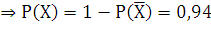 ⇒ P(X) = 1 − P(X̅) = 0,94